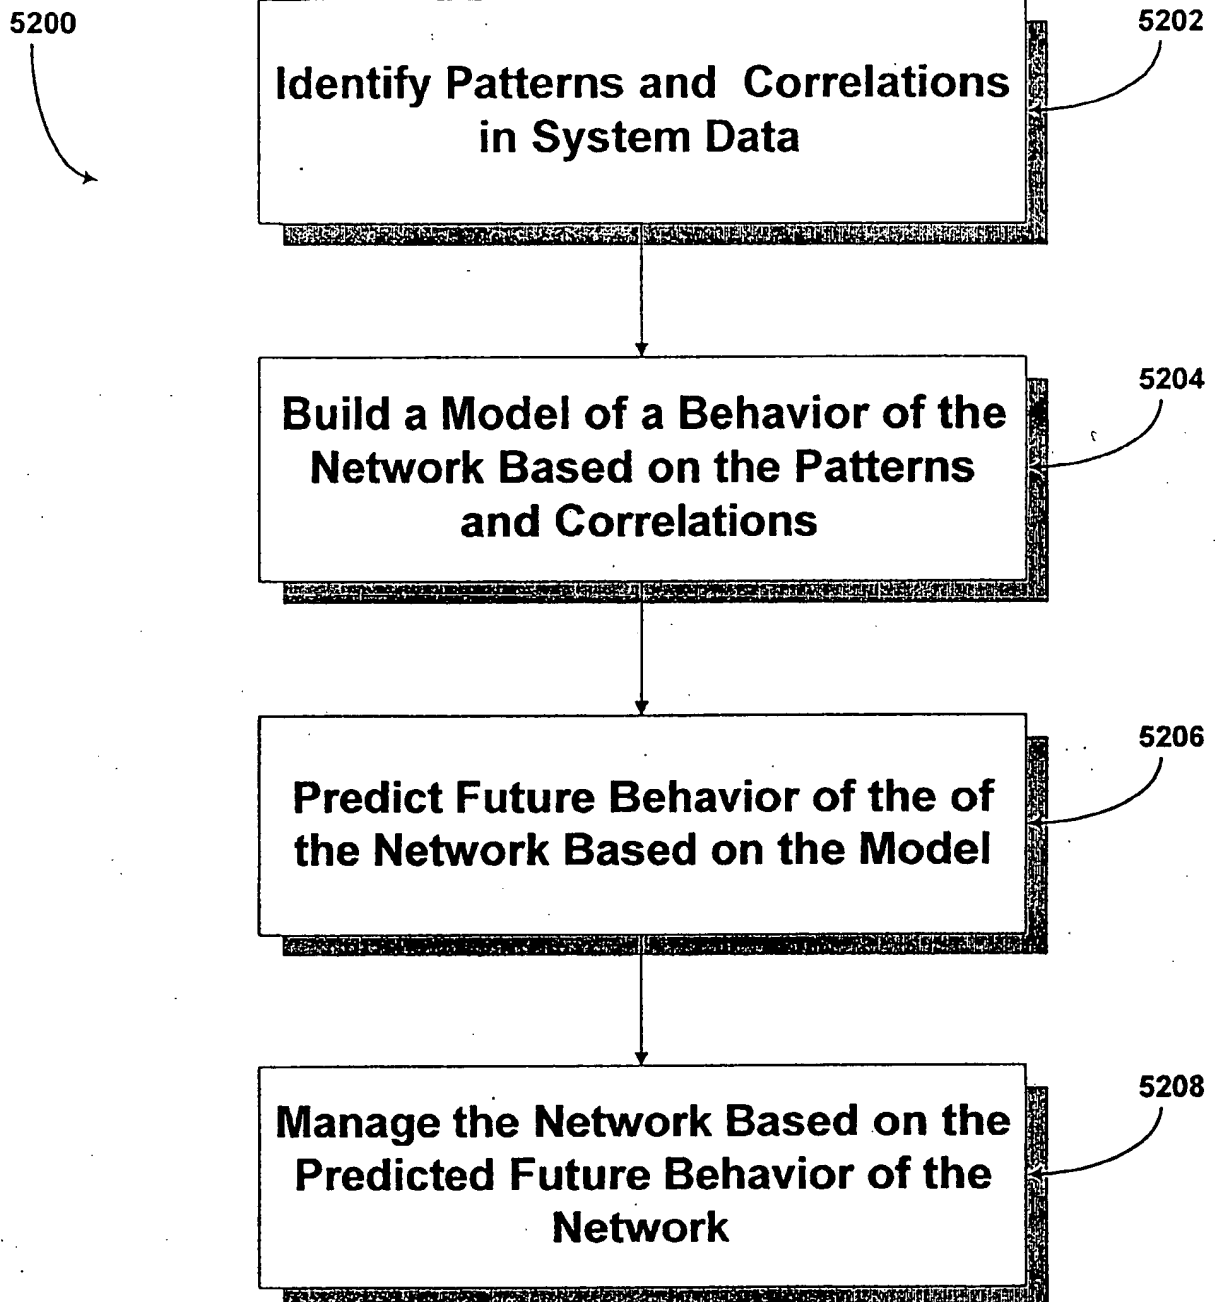 5200
5202
Identify Patterns and Correlations
in System Data
5204
Build a Model of a Behavior of the
Network Based on the Patterns
and Correlations
5206
Predict Future Behavior of the of
the Network Based on the Model
5208
Manage the Network Based on the
Predicted Future Behavior of the
Network